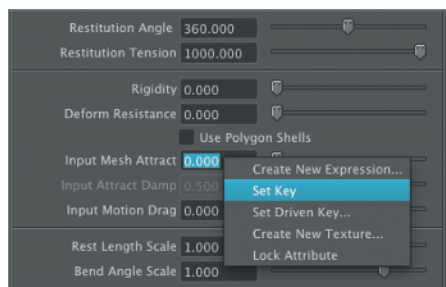 Restitution Angle 360.000
Restitution Tension 1000.000
Rigidity 0.000
Deform Resistance 0.000
Use Polygon Shells
Input Mesh Attract 0.000
Create New Expression...
Input Attract Damp 0.500
Set Key
Input Motion Drag 0.000
Set Driven Key...
Create New Texture...
Rest Length Scale 1.000
Lock Attribute
Bend Angle Scale 1.000